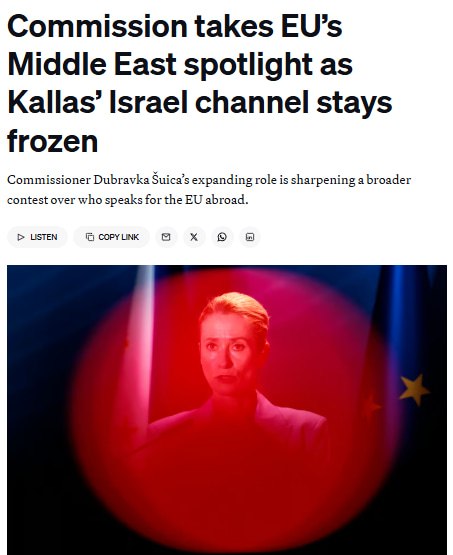 Commission takes EU’s
Middle East spotlight as
Kallas’ Israel channel stays
frozen
Commissioner Dubravka Šuica’s expanding role is sharpening a broader
contest over who speaks for the EU abroad.
LISTEN COPY LINK